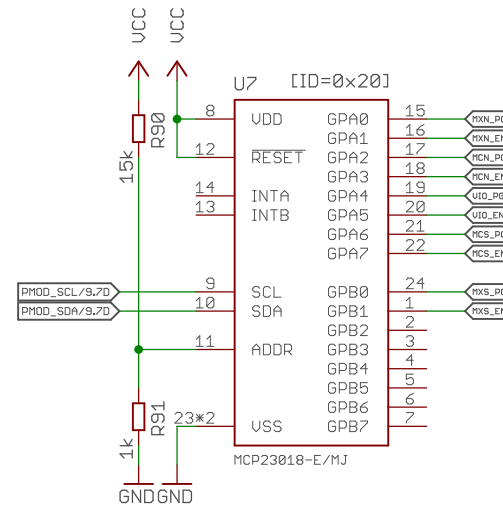 VCC
VCC
U7
[ID=0x20]
R90
15k
8
VDD
GPA0
15
MXN_PG
GPA1
16
MXN_EN
12
RESET
GPA2
17
MCN_PG
GPA3
18
MCN_EN
14
INTA
GPA4
19
VIO_PG
13
INTB
GPA5
20
VIO_EN
GPA6
21
MCS_PG
GPA7
22
MCS_EN
PMOD_SCL/9.7D
9
SCL
GPB0
24
MXS_PG
PMOD_SDA/9.7D
10
SDA
GPB1
1
MXS_EN
GPB2
2
11
ADDR
GPB3
3
GPB4
4
GPB5
5
R91
1k
GPB6
6
23*2
VSS
GPB7
7
MCP23018-E/MJ
GND
GND